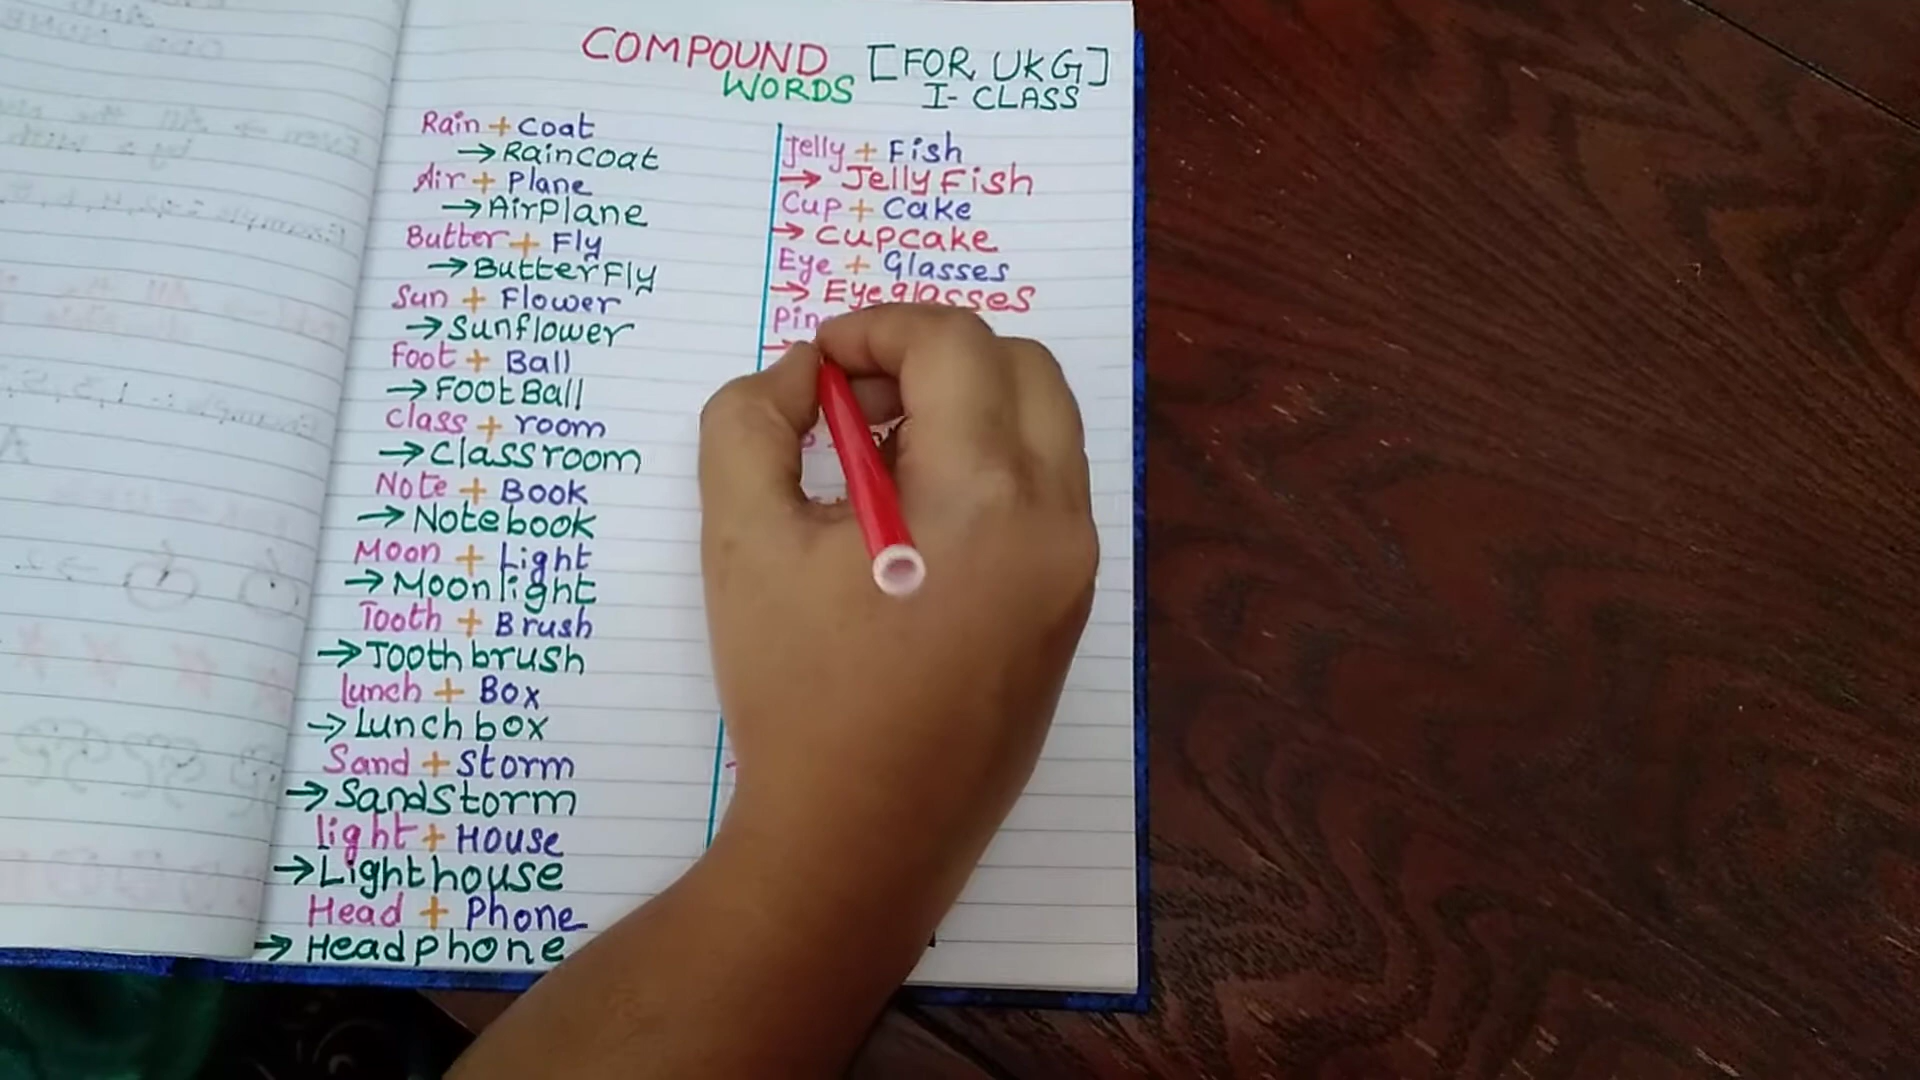 COMPOUND [FOR UKG]
WORDS I- CLASS
Rain + Coat
→ Raincoat
Air + Plane
→ AirPlane
Butter + Fly
→ ButterFly
Sun + Flower
→ Sunflower
Foot + Ball
→ FootBall
Class + room
→ Classroom
Note + Book
→ Notebook
Moon + Light
→ Moonlight
Tooth + Brush
→ Toothbrush
lunch + Box
→ Lunchbox
Sand + Storm
→ SandStorm
light + House
→ Lighthouse
Head + Phone
→ Headphone
Jelly + Fish
→ JellyFish
Cup + Cake
→ Cupcake
Eye + Glasses
→ Eyeglasses